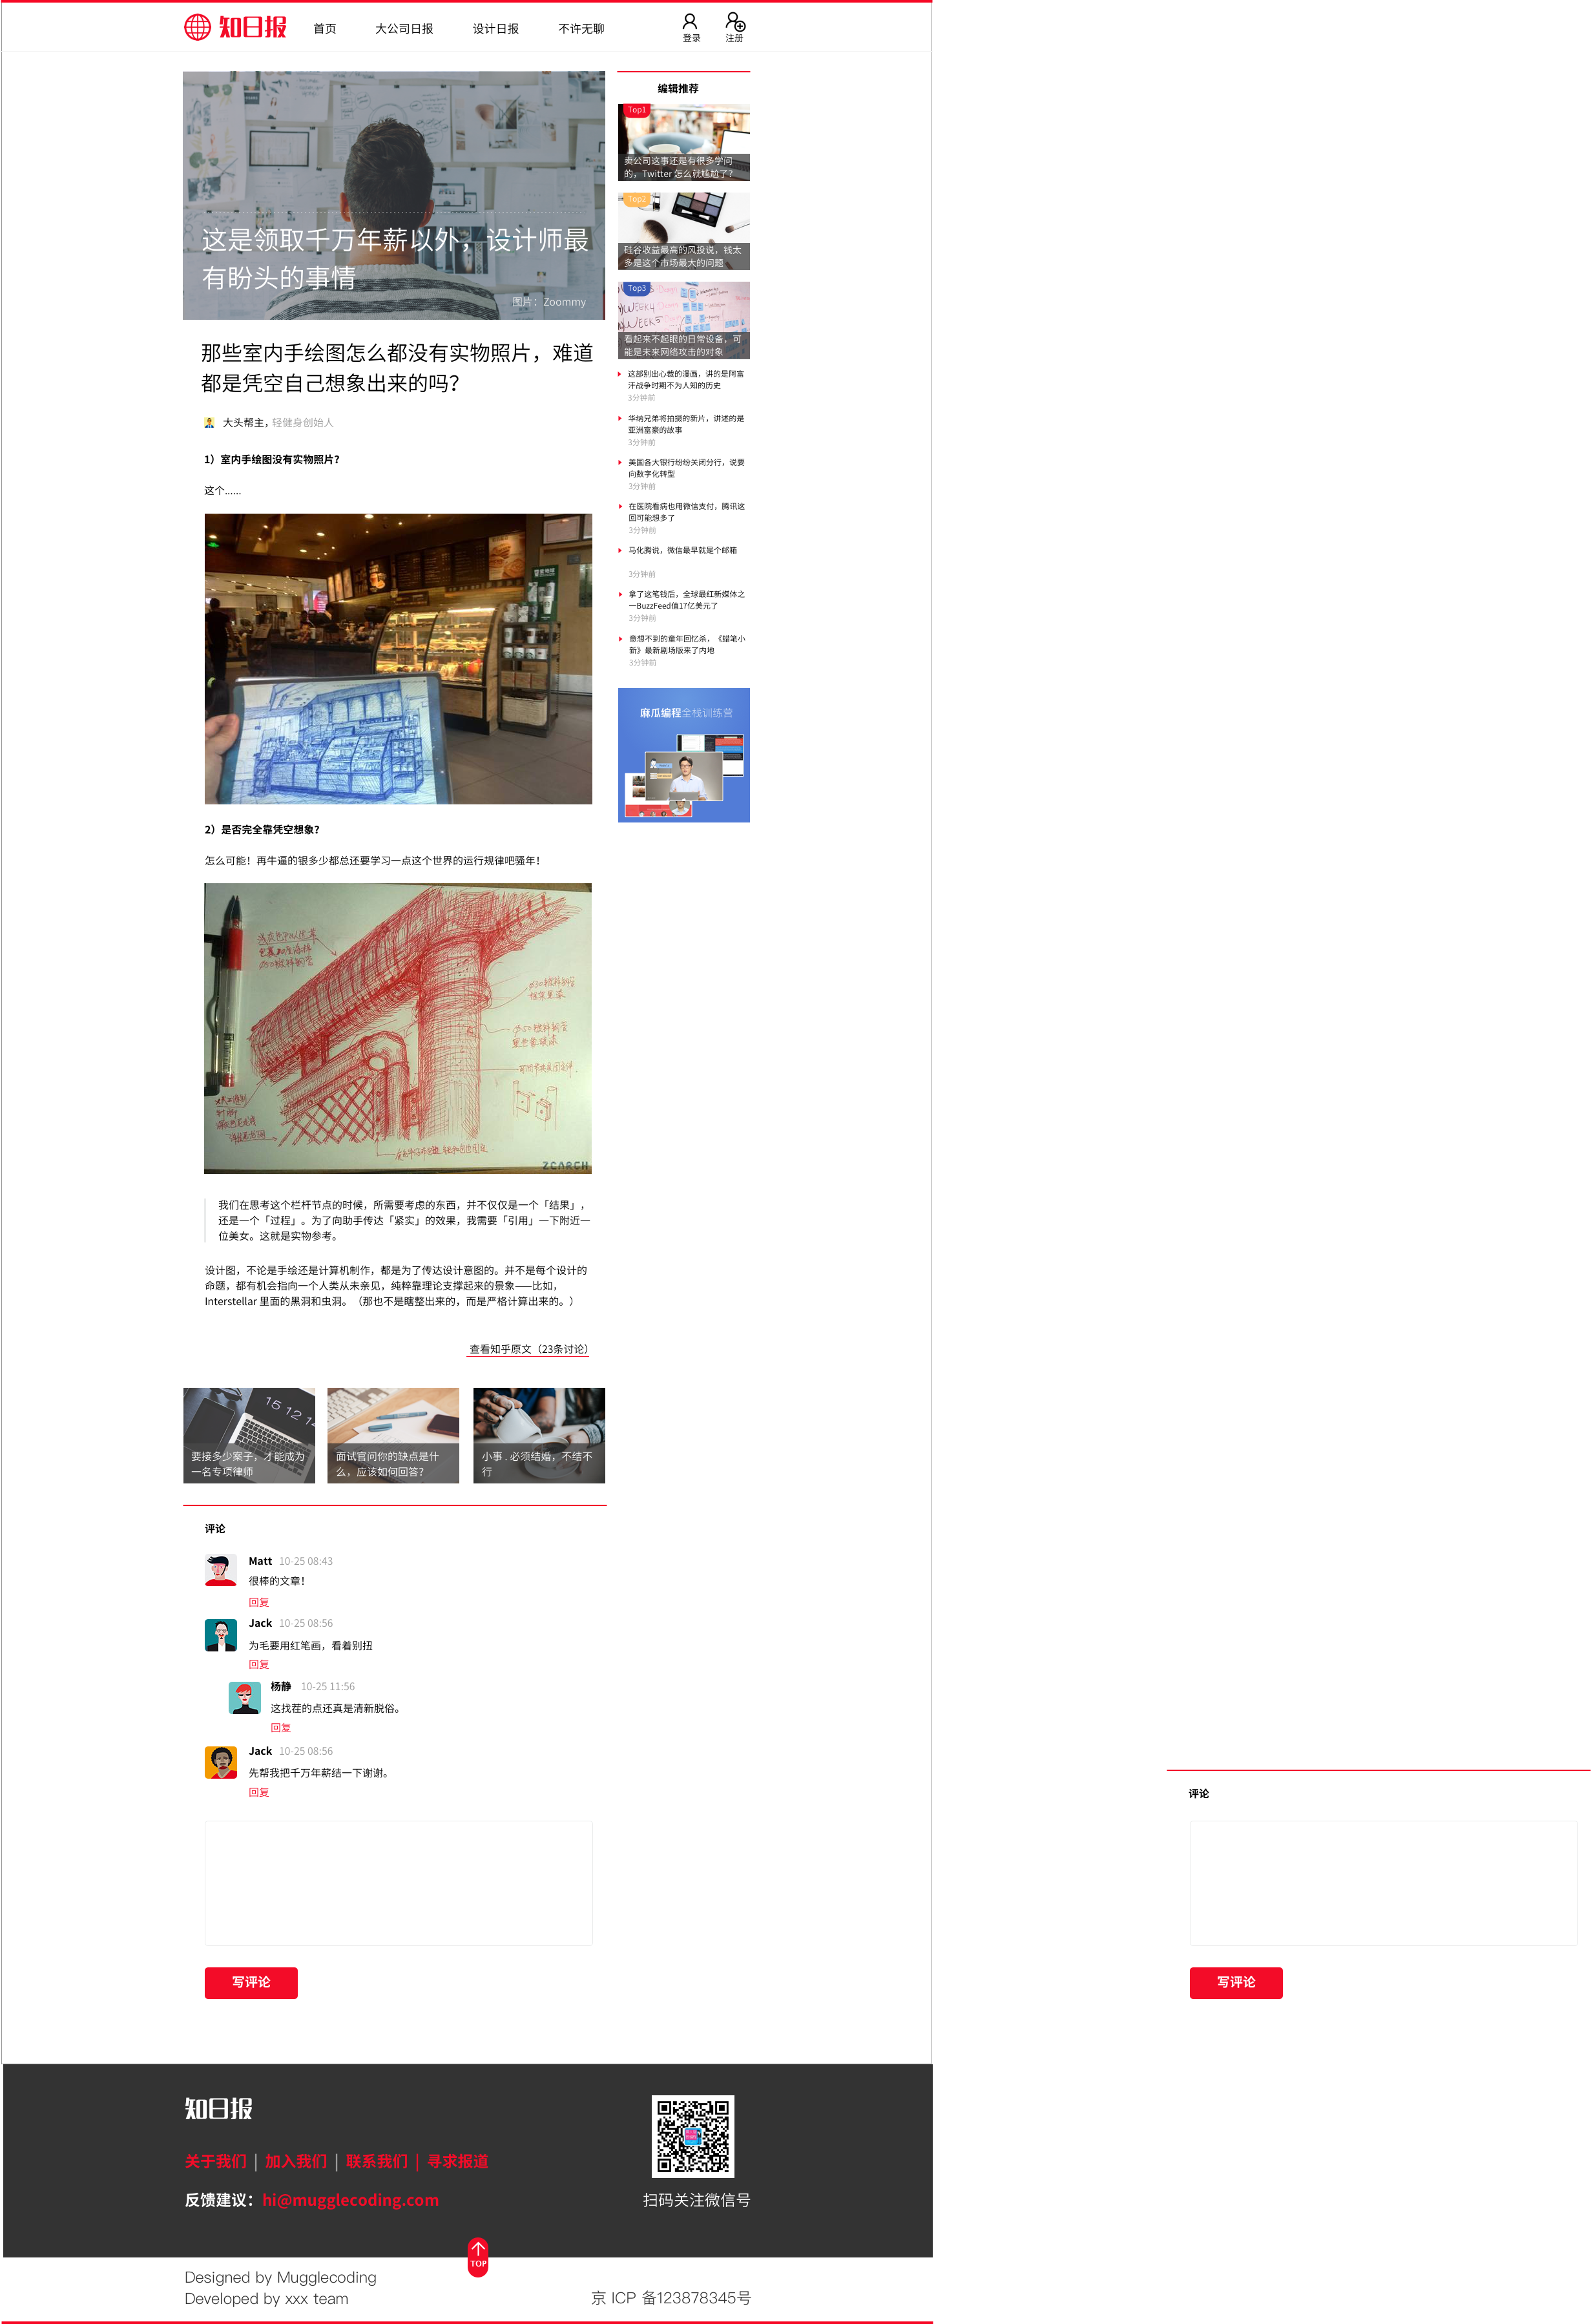 知日报
首页
大公司日报
设计日报
不许无聊
登录
注册
这是领取千万年薪以外，设计师最
有盼头的事情
图片：Zoommy
那些室内手绘图怎么都没有实物照片，难道
都是凭空自己想象出来的吗？
大头帮主，轻健身创始人
1）室内手绘图没有实物照片？
这个......
2）是否完全靠凭空想象？
怎么可能！再牛逼的银多少都总还要学习一点这个世界的运行规律吧骚年！
ZCARCH
我们在思考这个栏杆节点的时候，所需要考虑的东西，并不仅仅是一个「结果」，
还是一个「过程」。为了向助手传达「紧实」的效果，我需要「引用」一下附近一
位美女。这就是实物参考。
设计图，不论是手绘还是计算机制作，都是为了传达设计意图的。并不是每个设计的
命题，都有机会指向一个人类从未亲见，纯粹靠理论支撑起来的景象——比如，
Interstellar 里面的黑洞和虫洞。（那也不是瞎整出来的，而是严格计算出来的。）
查看知乎原文（23条讨论）
15 12 14
要接多少案子，才能成为
一名专项律师
面试官问你的缺点是什
么，应该如何回答？
小事 . 必须结婚，不结不
行
编辑推荐
Top1
卖公司这事还是有很多学问
的，Twitter 怎么就尴尬了？
Top2
硅谷收益最高的风投说，钱太
多是这个市场最大的问题
Top3
看起来不起眼的日常设备，可
能是未来网络攻击的对象
这部别出心裁的漫画，讲的是阿富
汗战争时期不为人知的历史
3分钟前
华纳兄弟将拍摄的新片，讲述的是
亚洲富豪的故事
3分钟前
美国各大银行纷纷关闭分行，说要
向数字化转型
3分钟前
在医院看病也用微信支付，腾讯这
回可能想多了
3分钟前
马化腾说，微信最早就是个邮箱
3分钟前
拿了这笔钱后，全球最红新媒体之
一BuzzFeed值17亿美元了
3分钟前
意想不到的童年回忆杀，《蜡笔小
新》最新剧场版来了内地
3分钟前
麻瓜编程全栈训练营
评论
Matt 10-25 08:43
很棒的文章！
回复
Jack 10-25 08:56
为毛要用红笔画，看着别扭
回复
杨静 10-25 11:56
这找茬的点还真是清新脱俗。
回复
Jack 10-25 08:56
先帮我把千万年薪结一下谢谢。
回复
写评论
评论
写评论
知日报
关于我们 | 加入我们 | 联系我们 | 寻求报道
反馈建议：hi@mugglecoding.com
扫码关注微信号
TOP
Designed by Mugglecoding
Developed by xxx team
京 ICP 备123878345号